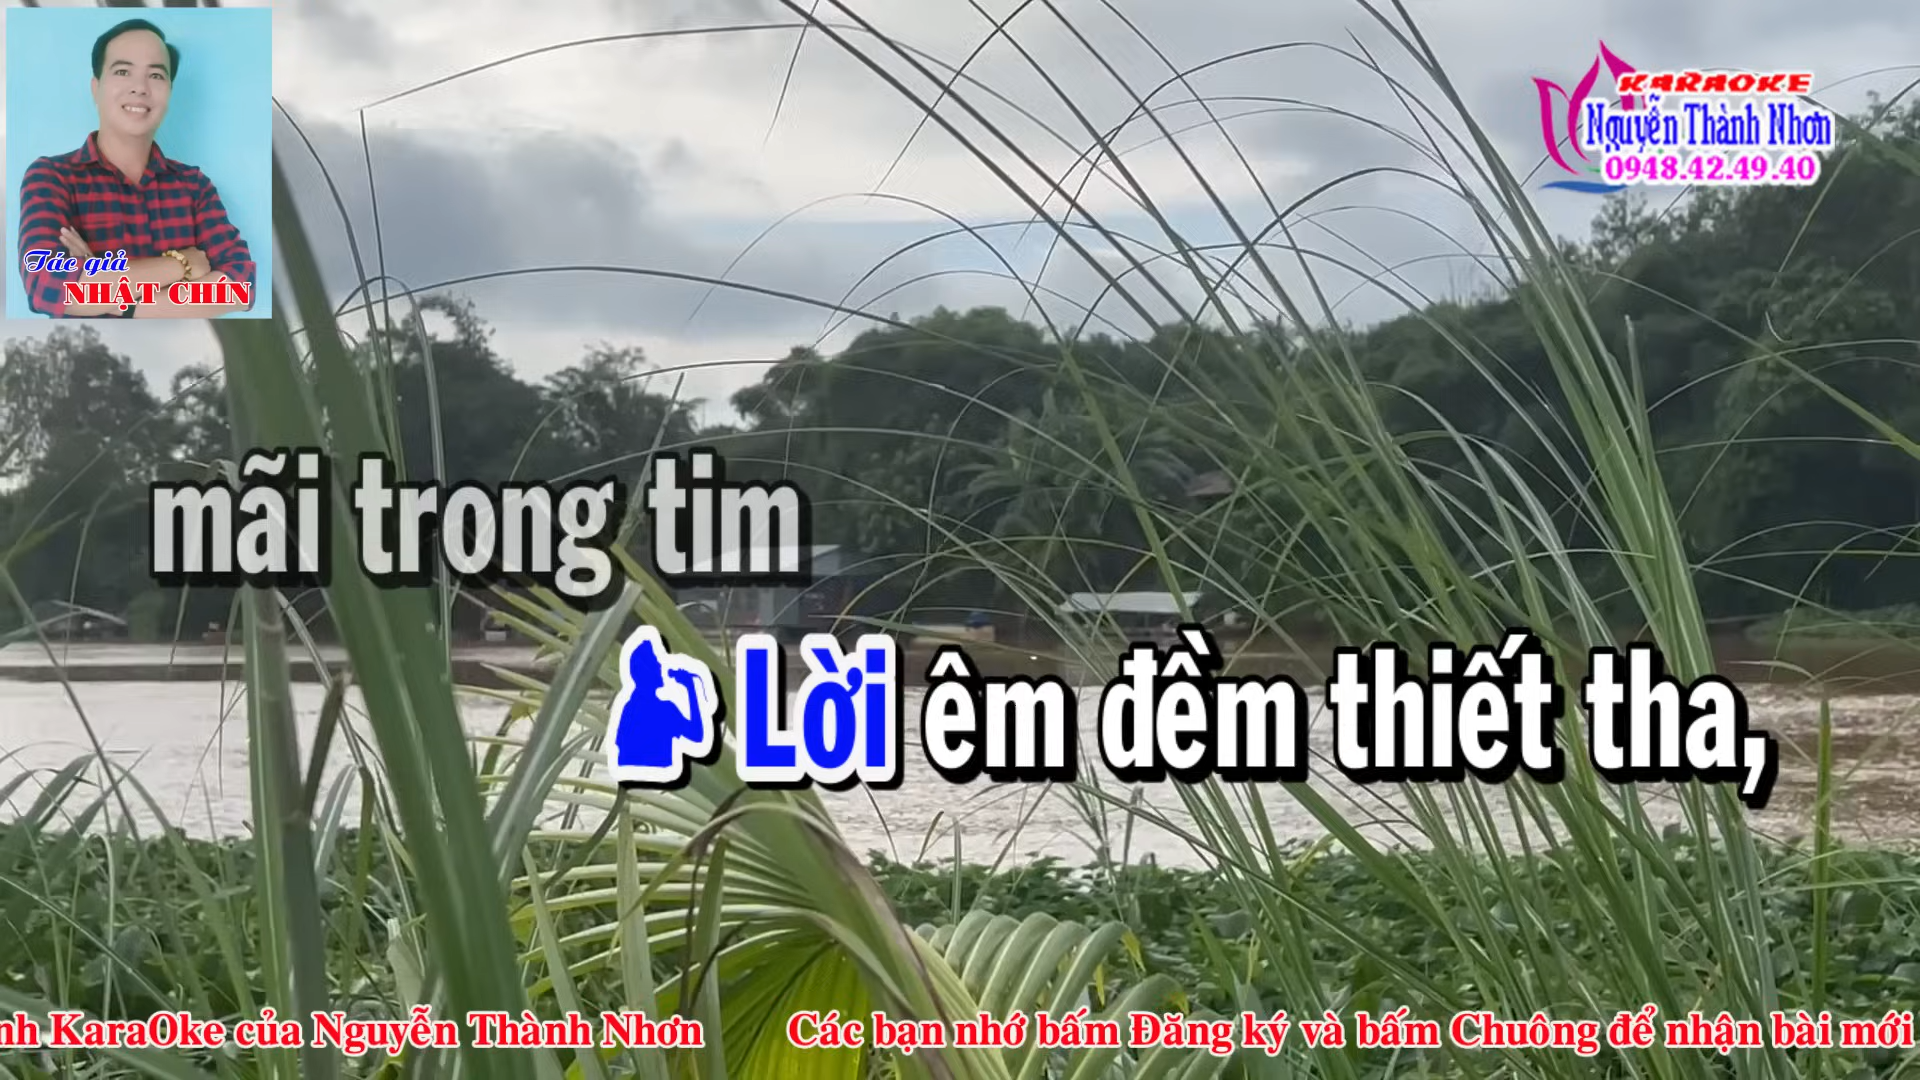 Tác giả
NHẬT CHÍN
KARAOKE
Nguyễn Thành Nhơn
0948.42.49.40
mãi trong tim
Lời êm đềm thiết tha,
nh KaraOke của Nguyễn Thành Nhơn Các bạn nhớ bấm Đăng ký và bấm Chuông để nhận bài mới